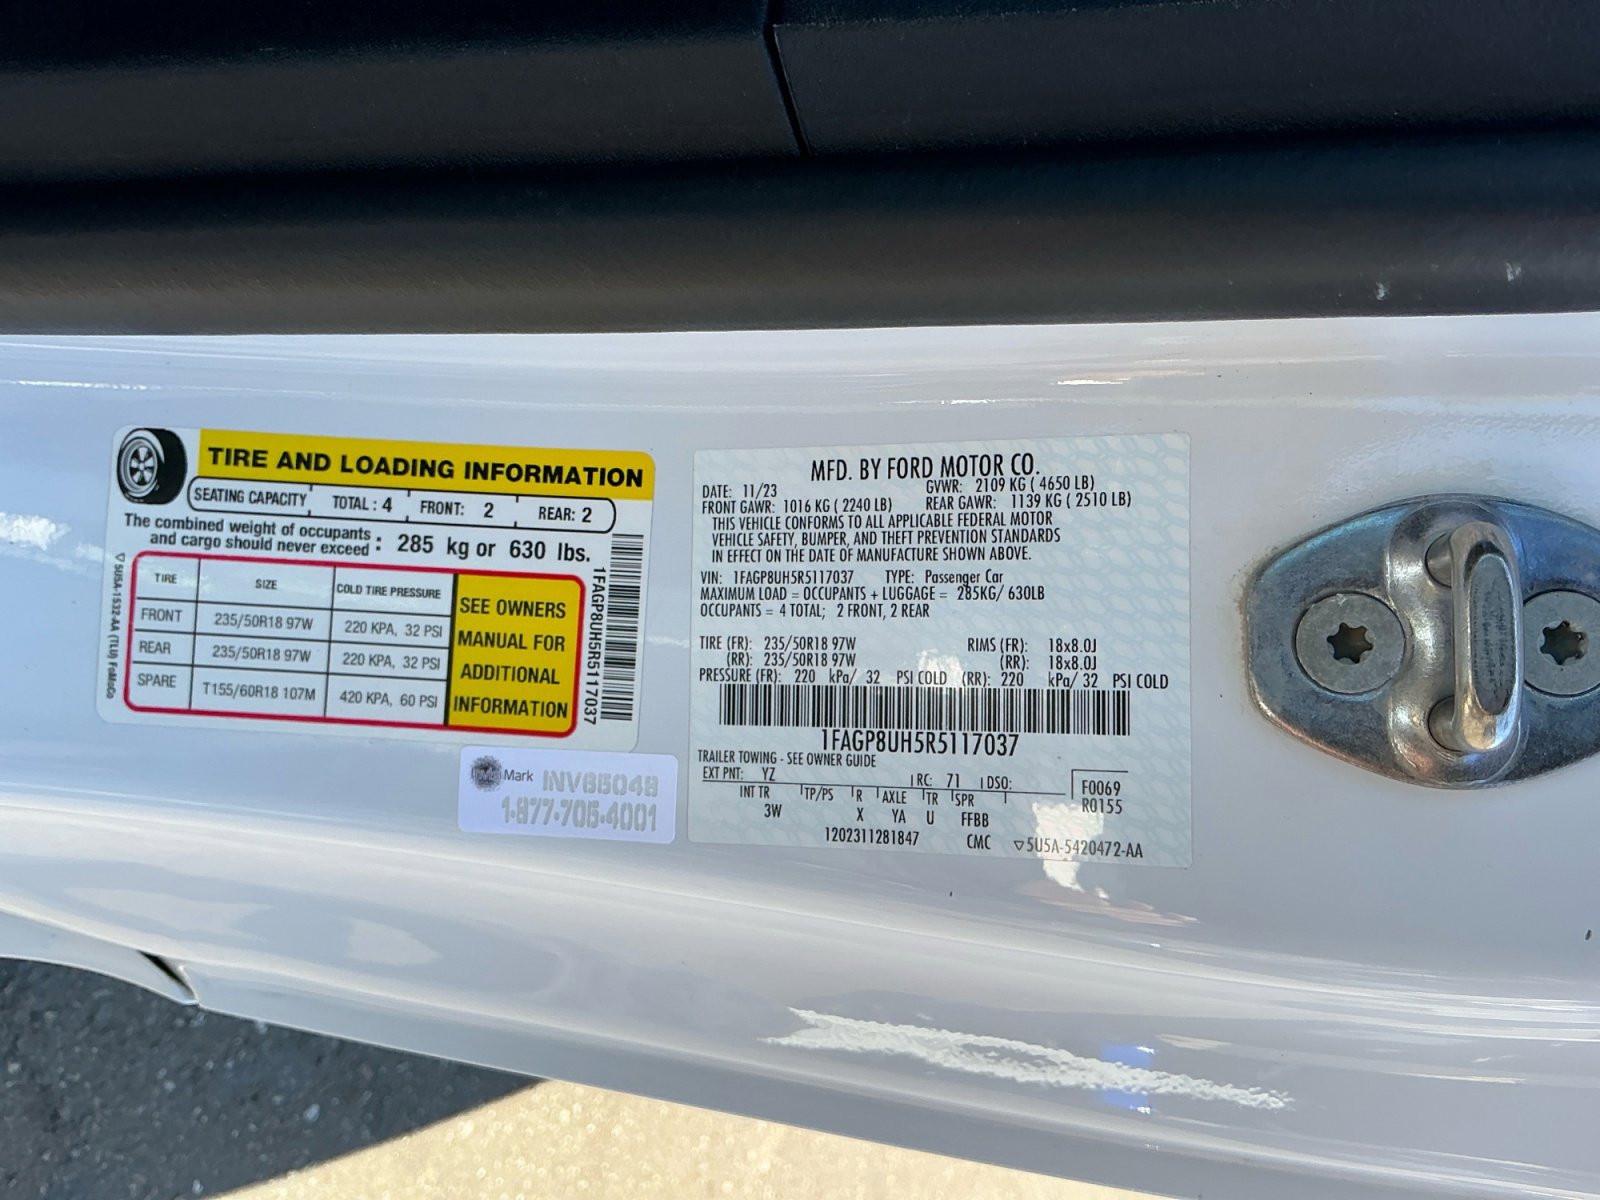 TIRE AND LOADING INFORMATION
SEATING CAPACITY TOTAL : 4 FRONT: 2 REAR: 2
The combined weight of occupants
and cargo should never exceed : 285 kg or 630 lbs.
TIRE SIZE COLD TIRE PRESSURE
FRONT 235/50R18 97W 220 KPA, 32 PSI
REAR 235/50R18 97W 220 KPA, 32 PSI
SPARE T155/60R18 107M 420 KPA, 60 PSI
SEE OWNERS
MANUAL FOR
ADDITIONAL
INFORMATION
5U5A-1532-AA (TLU) FoMoCo
1FAGP8UH5R5117037
Mark INV65048
1-877-705-4001
MFD. BY FORD MOTOR CO.
DATE: 11/23 GVWR: 2109 KG ( 4650 LB)
FRONT GAWR: 1016 KG ( 2240 LB) REAR GAWR: 1139 KG ( 2510 LB)
THIS VEHICLE CONFORMS TO ALL APPLICABLE FEDERAL MOTOR
VEHICLE SAFETY, BUMPER, AND THEFT PREVENTION STANDARDS
IN EFFECT ON THE DATE OF MANUFACTURE SHOWN ABOVE.
VIN: 1FAGP8UH5R5117037 TYPE: Passenger Car
MAXIMUM LOAD = OCCUPANTS + LUGGAGE = 285KG/ 630LB
OCCUPANTS = 4 TOTAL; 2 FRONT, 2 REAR
TIRE (FR): 235/50R18 97W RIMS (FR): 18x8.0J
(RR): 235/50R18 97W (RR): 18x8.0J
PRESSURE (FR): 220 kPa/ 32 PSI COLD (RR): 220 kPa/ 32 PSI COLD
1FAGP8UH5R5117037
TRAILER TOWING - SEE OWNER GUIDE
EXT PNT: YZ RC: 71 DSO: F0069
INT TR TP/PS R AXLE TR SPR R0155
3W X YA U FFBB
1202311281847 CMC 5U5A-5420472-AA